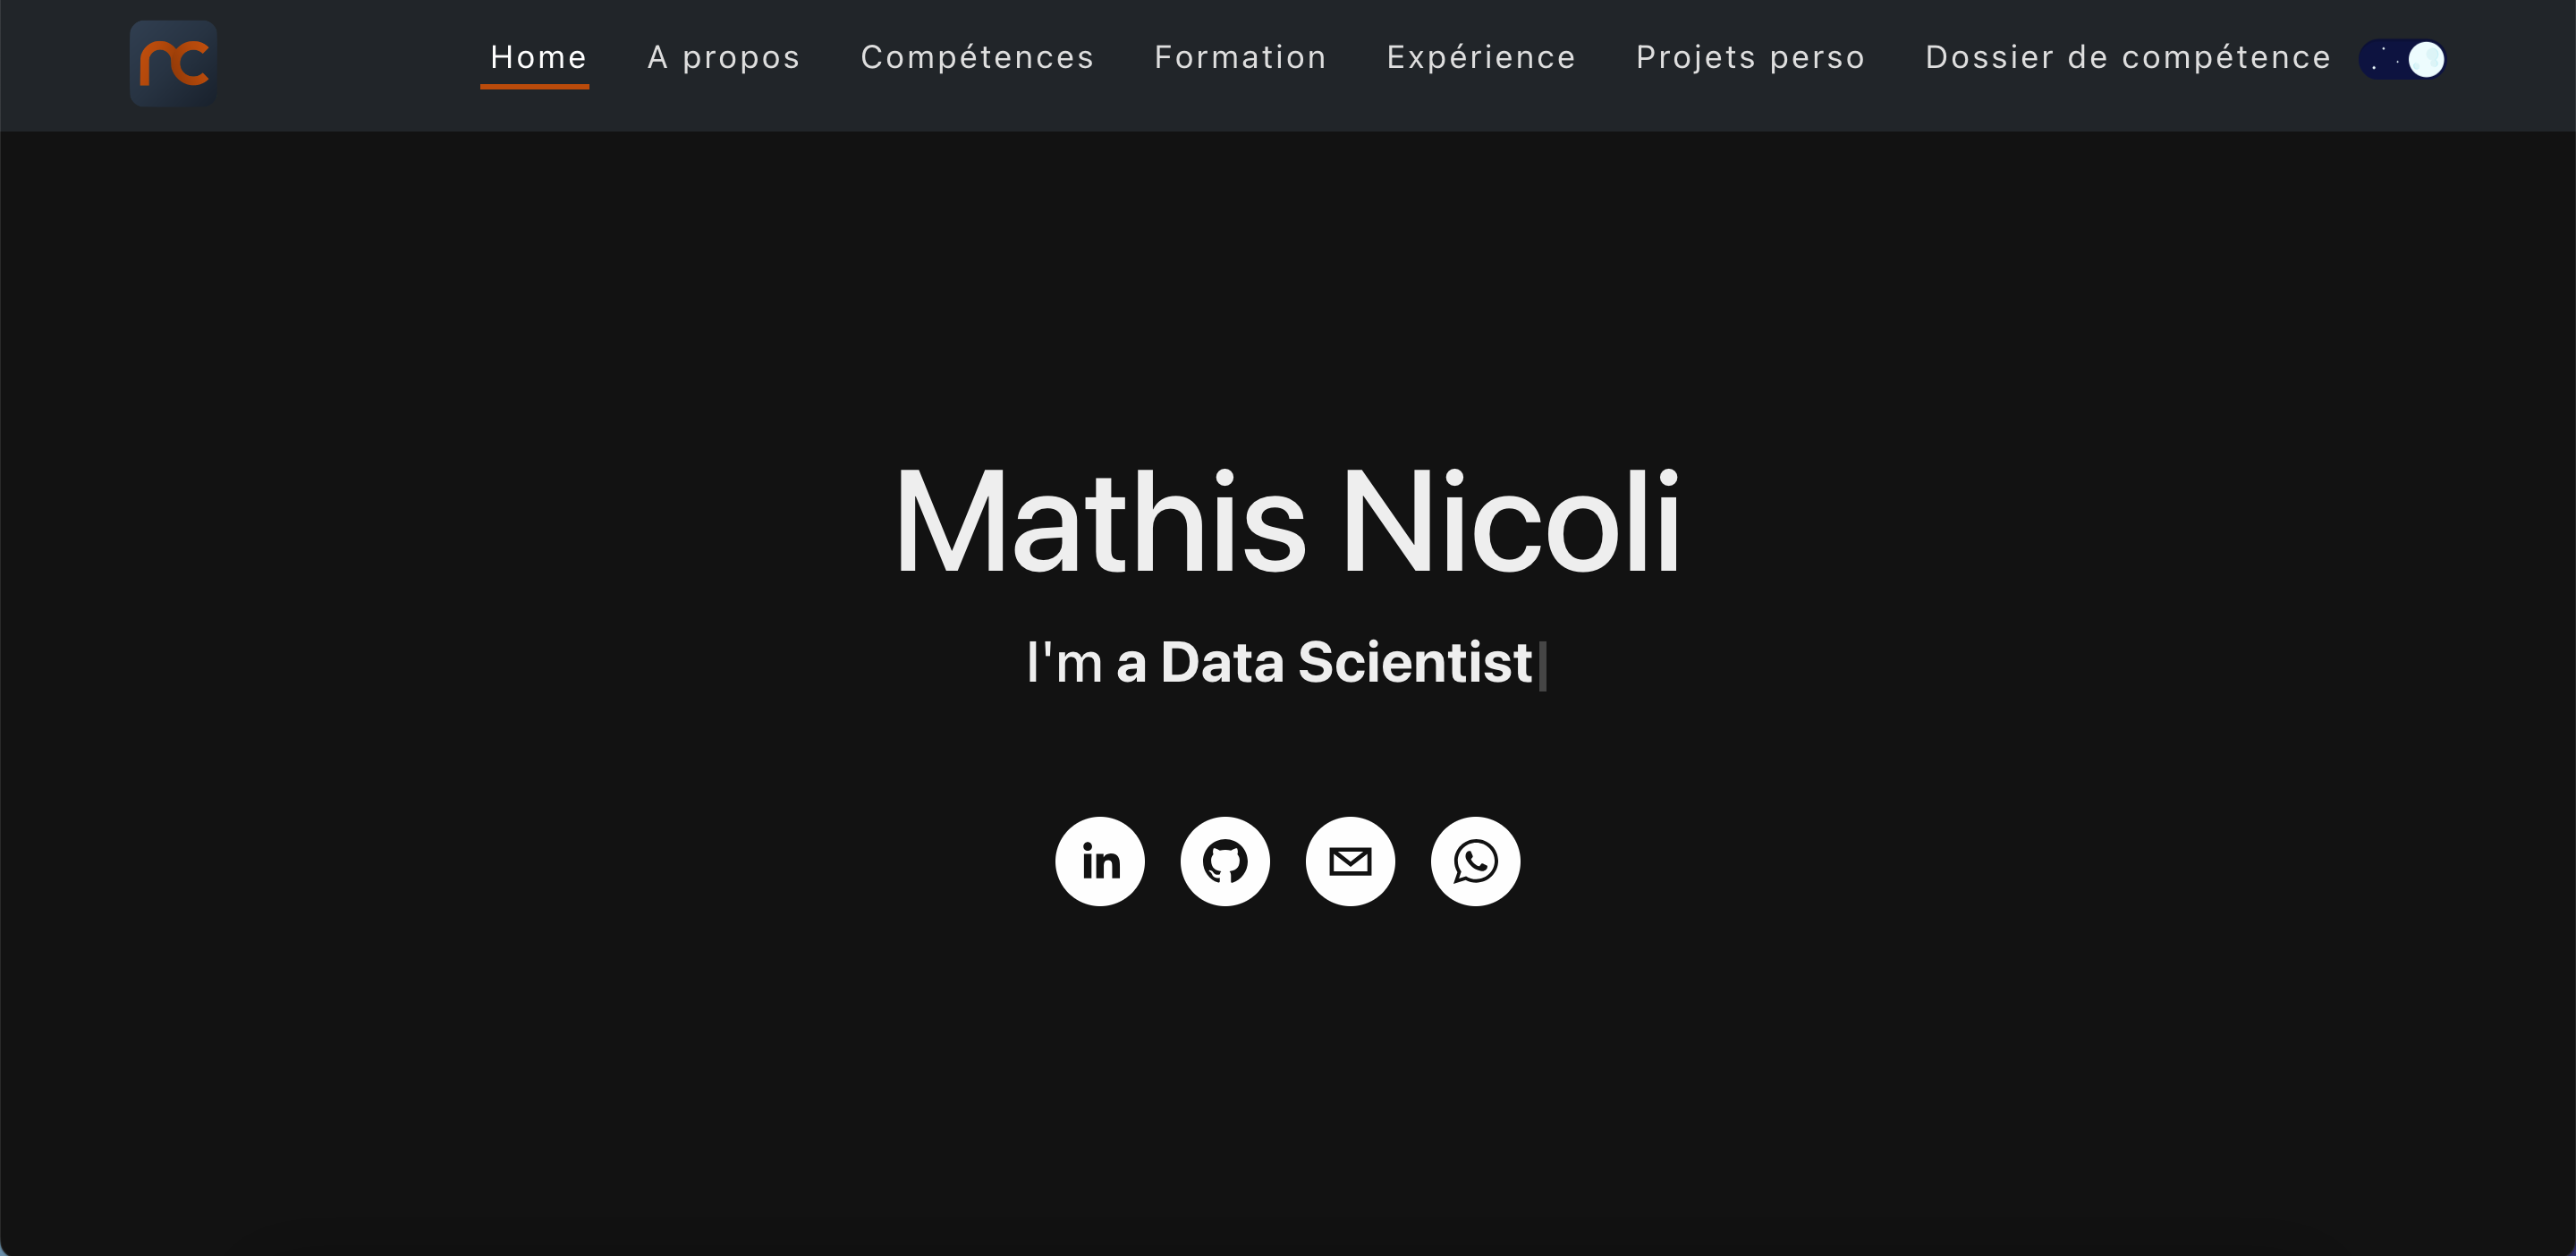 nc
Home A propos Compétences Formation Expérience Projets perso Dossier de compétence
Mathis Nicoli
I'm a Data Scientist
in